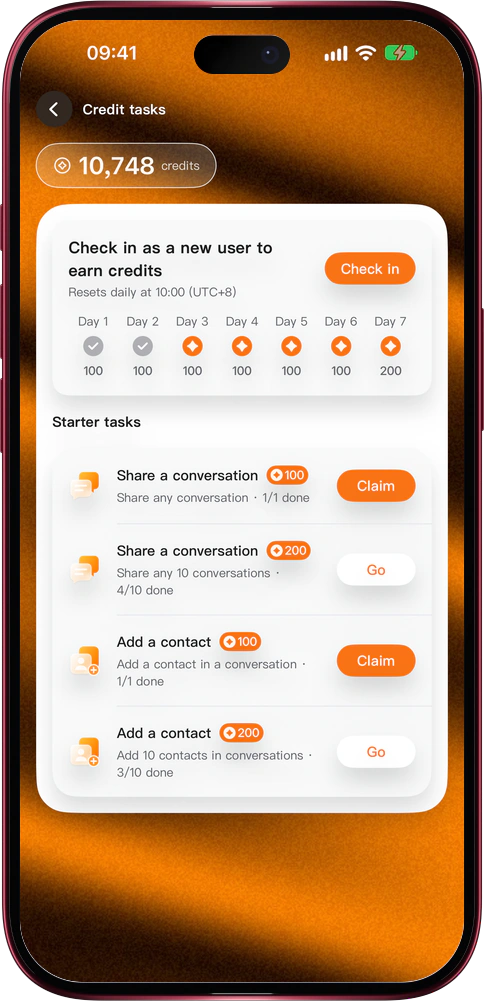 09:41
Credit tasks
10,748 credits
Check in as a new user to
earn credits
Check in
Resets daily at 10:00 (UTC+8)
Day 1 Day 2 Day 3 Day 4 Day 5 Day 6 Day 7
100 100 100 100 100 100 200
Starter tasks
Share a conversation 100
Share any conversation · 1/1 done
Claim
Share a conversation 200
Share any 10 conversations ·
4/10 done
Go
Add a contact 100
Add a contact in a conversation ·
1/1 done
Claim
Add a contact 200
Add 10 contacts in conversations ·
3/10 done
Go